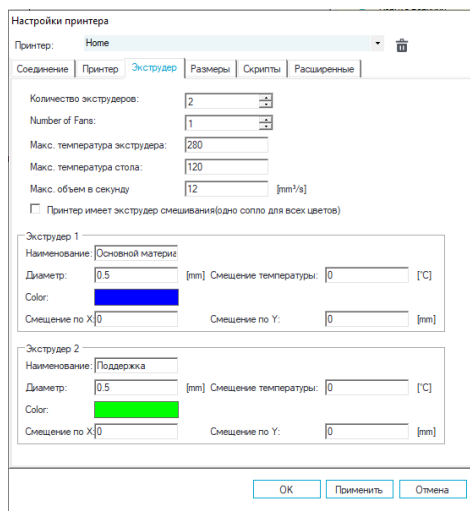 Настройки принтера
Принтер: Home
Соединение Принтер Экструдер Размеры Скрипты Расширенные
Количество экструдеров: 2
Number of Fans: 1
Макс. температура экструдера: 280
Макс. температура стола: 120
Макс. объем в секунду 12 [mm³/s]
Принтер имеет экструдер смешивания(одно сопло для всех цветов)
Экструдер 1
Наименование: Основной материа
Диаметр: 0.5 [mm] Смещение температуры: 0 [°C]
Color:
Смещение по X: 0 Смещение по Y: 0 [mm]
Экструдер 2
Наименование: Поддержка
Диаметр: 0.5 [mm] Смещение температуры: 0 [°C]
Color:
Смещение по X: 0 Смещение по Y: 0 [mm]
OK Применить Отмена